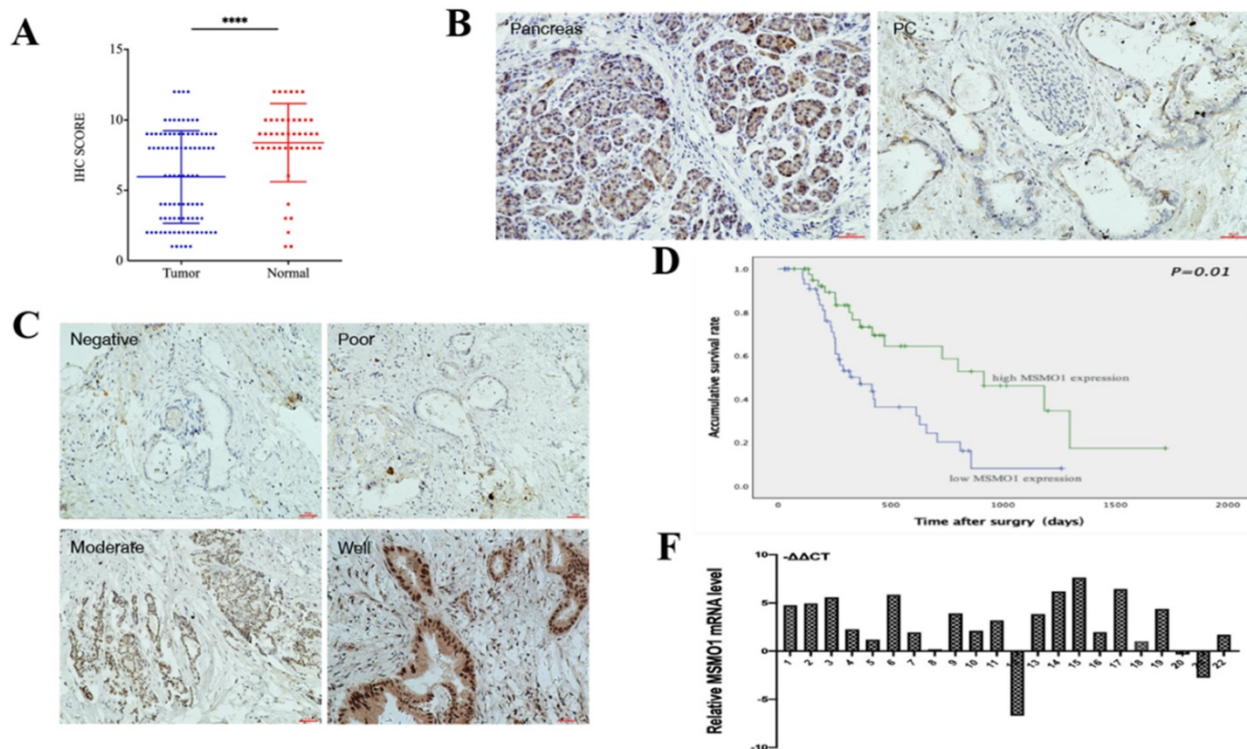 A
****
15
10
5
0
IHC SCORE
Tumor
Normal
B
Pancreas
PC
C
Negative
Poor
Moderate
Well
D
P=0.01
1.0
0.8
0.6
0.4
0.2
0.0
Accumulative survival rate
high MSMO1 expression
low MSMO1 expression
0
500
1000
1500
2000
Time after surgry (days)
F
-ΔΔCT
10
5
0
-5
-10
Relative MSMO1 mRNA level
1 2 3 4 5 6 7 8 9 10 11 13 14 15 16 17 18 19 20 22